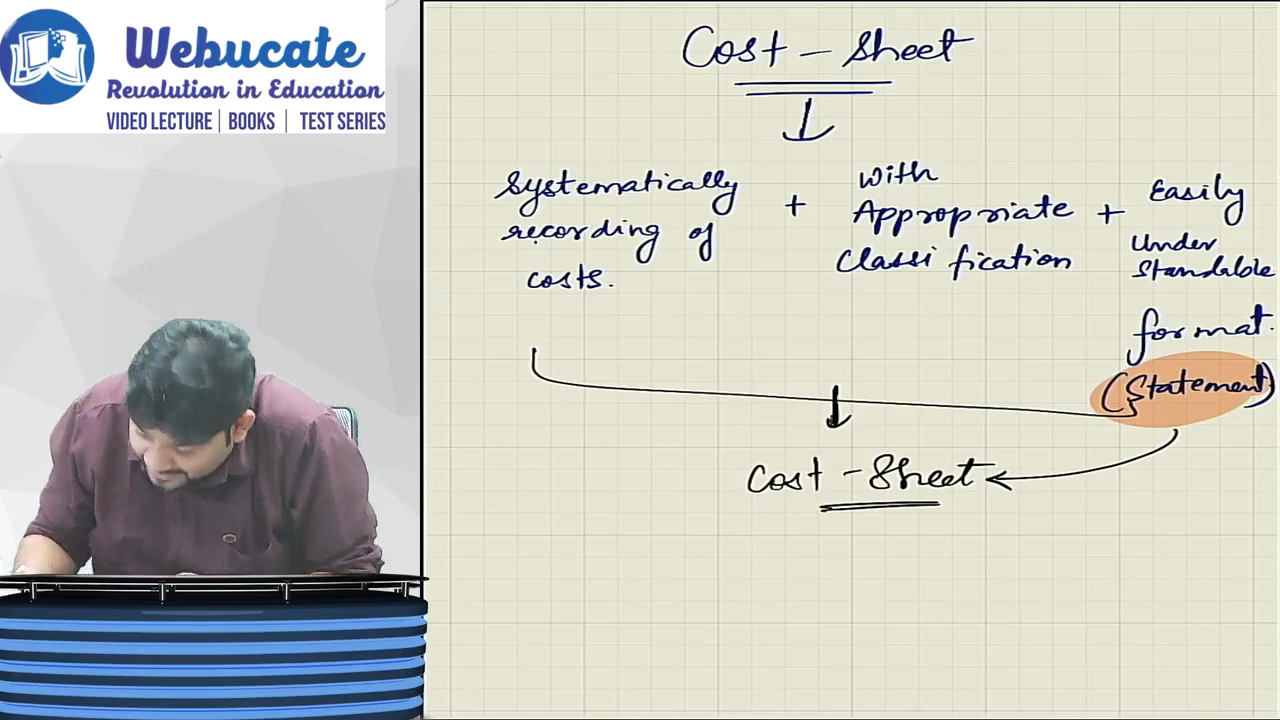 Webucate
Revolution in Education
VIDEO LECTURE | BOOKS | TEST SERIES
Cost - Sheet
Systematically
recording of
costs.
+
With
Appropriate
Classification
+
Easily
Under
standable
format.
(Statement)
Cost - Sheet